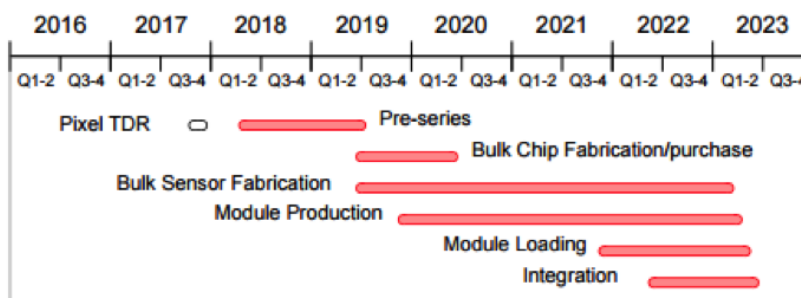 2016 2017 2018 2019 2020 2021 2022 2023
Q1-2 Q3-4 Q1-2 Q3-4 Q1-2 Q3-4 Q1-2 Q3-4 Q1-2 Q3-4 Q1-2 Q3-4 Q1-2 Q3-4 Q1-2 Q3-4
Pixel TDR Pre-series
Bulk Chip Fabrication/purchase
Bulk Sensor Fabrication
Module Production
Module Loading
Integration